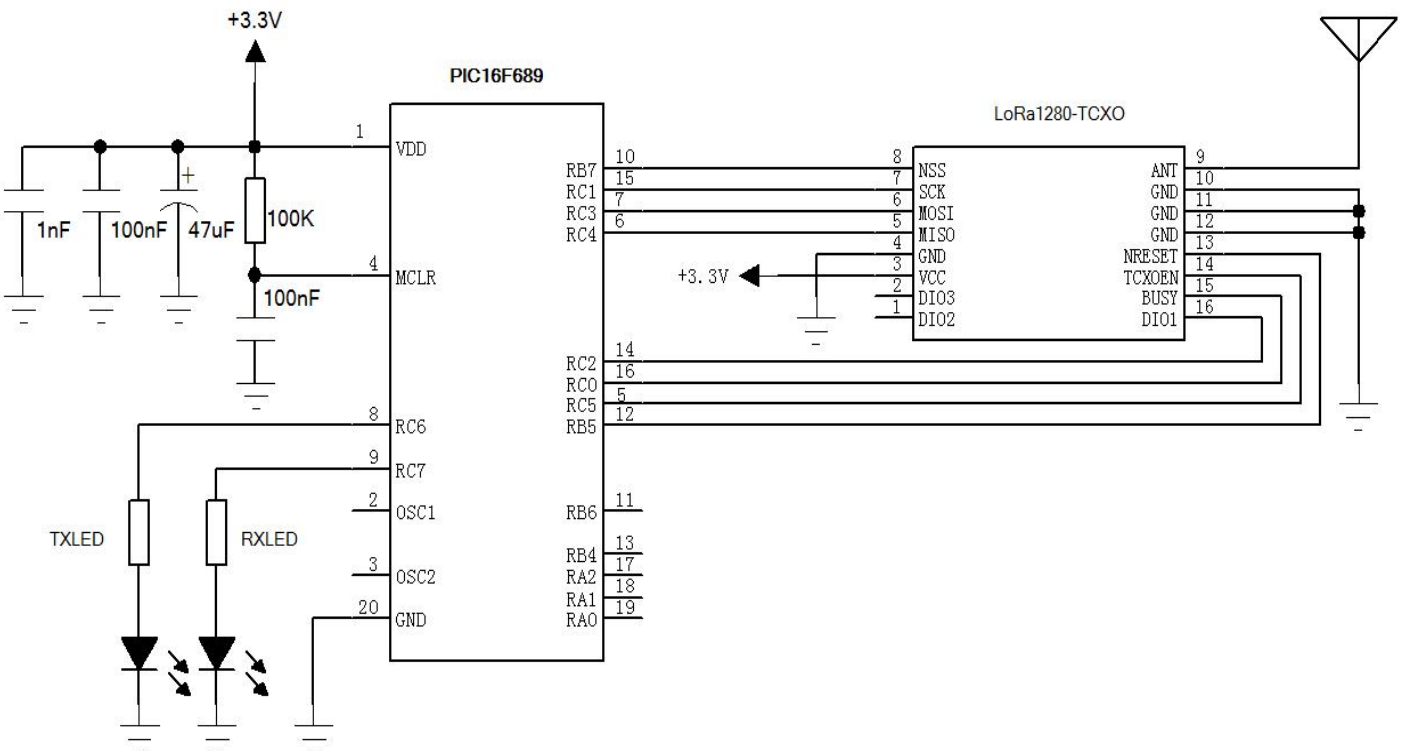 +3.3V
PIC16F689
LoRa1280-TCXO
1
VDD
1nF
100nF
47uF
+
100K
4
MCLR
100nF
8
RC6
9
RC7
2
OSC1
3
OSC2
20
GND
TXLED
RXLED
RB7
10
RC1
15
RC3
7
RC4
6
RC2
14
RC0
16
RC5
5
RB5
12
RB6
11
RB4
13
RA2
17
RA1
18
RA0
19
8
NSS
7
SCK
6
MOSI
5
MISO
4
GND
+3.3V
3
VCC
2
DIO3
1
DIO2
ANT
9
GND
10
GND
11
GND
12
NRESET
13
TCXOEN
14
BUSY
15
DIO1
16